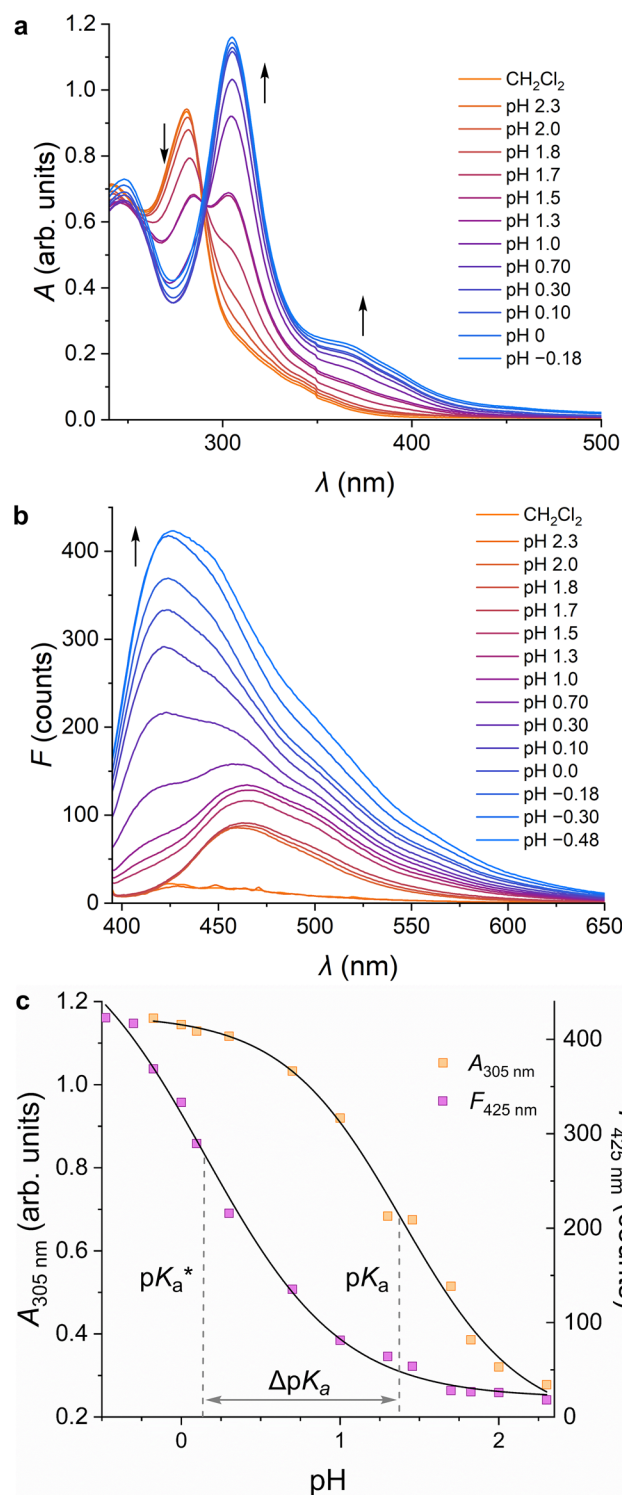 a
1.2
1.0
0.8
0.6
0.4
0.2
0.0
A (arb. units)
300
400
500
λ (nm)
CH₂Cl₂
pH 2.3
pH 2.0
pH 1.8
pH 1.7
pH 1.5
pH 1.3
pH 1.0
pH 0.70
pH 0.30
pH 0.10
pH 0
pH −0.18
b
400
300
200
100
0
F (counts)
400
450
500
550
600
650
λ (nm)
CH₂Cl₂
pH 2.3
pH 2.0
pH 1.8
pH 1.7
pH 1.5
pH 1.3
pH 1.0
pH 0.70
pH 0.30
pH 0.10
pH 0.0
pH −0.18
pH −0.30
pH −0.48
c
1.2
1.0
0.8
0.6
0.4
0.2
A₃₀₅ ₙₘ (arb. units)
A₃₀₅ ₙₘ
F₄₂₅ ₙₘ
pKₐ*
pKₐ
ΔpKₐ
400
300
200
100
0
425 nm
0
1
2
pH